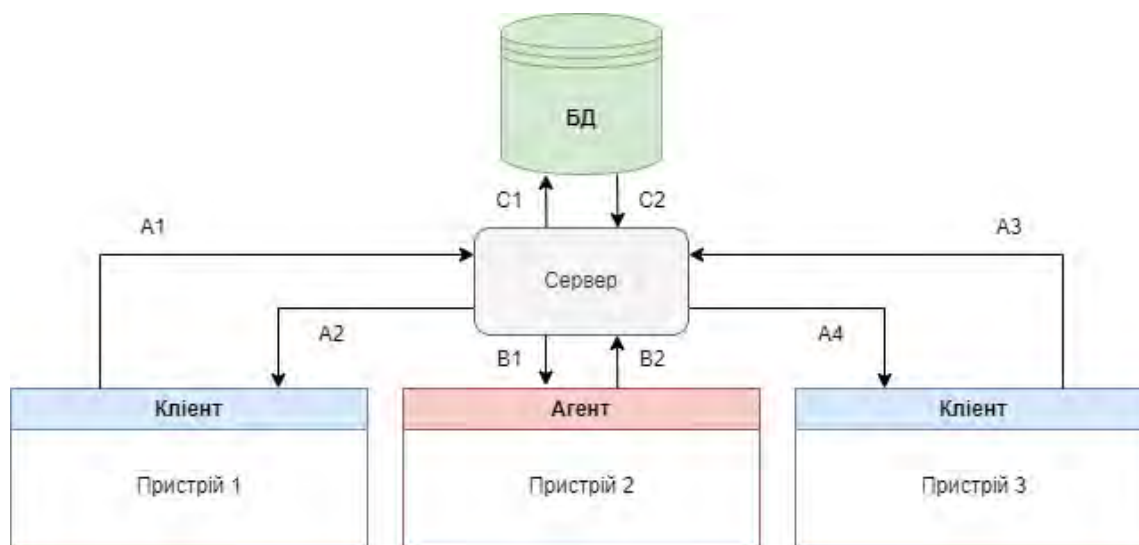 БД
C1
C2
A1
A3
Сервер
A2
B1
B2
A4
Клієнт
Агент
Клієнт
Пристрій 1
Пристрій 2
Пристрій 3